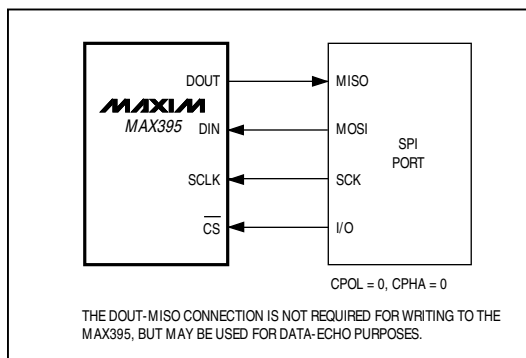 DOUT
MISO
MAXIM
MAX395
DIN
MOSI
SPI
PORT
SCLK
SCK
CS
I/O
CPOL = 0, CPHA = 0
THE DOUT-MISO CONNECTION IS NOT REQUIRED FOR WRITING TO THE
MAX395, BUT MAY BE USED FOR DATA-ECHO PURPOSES.